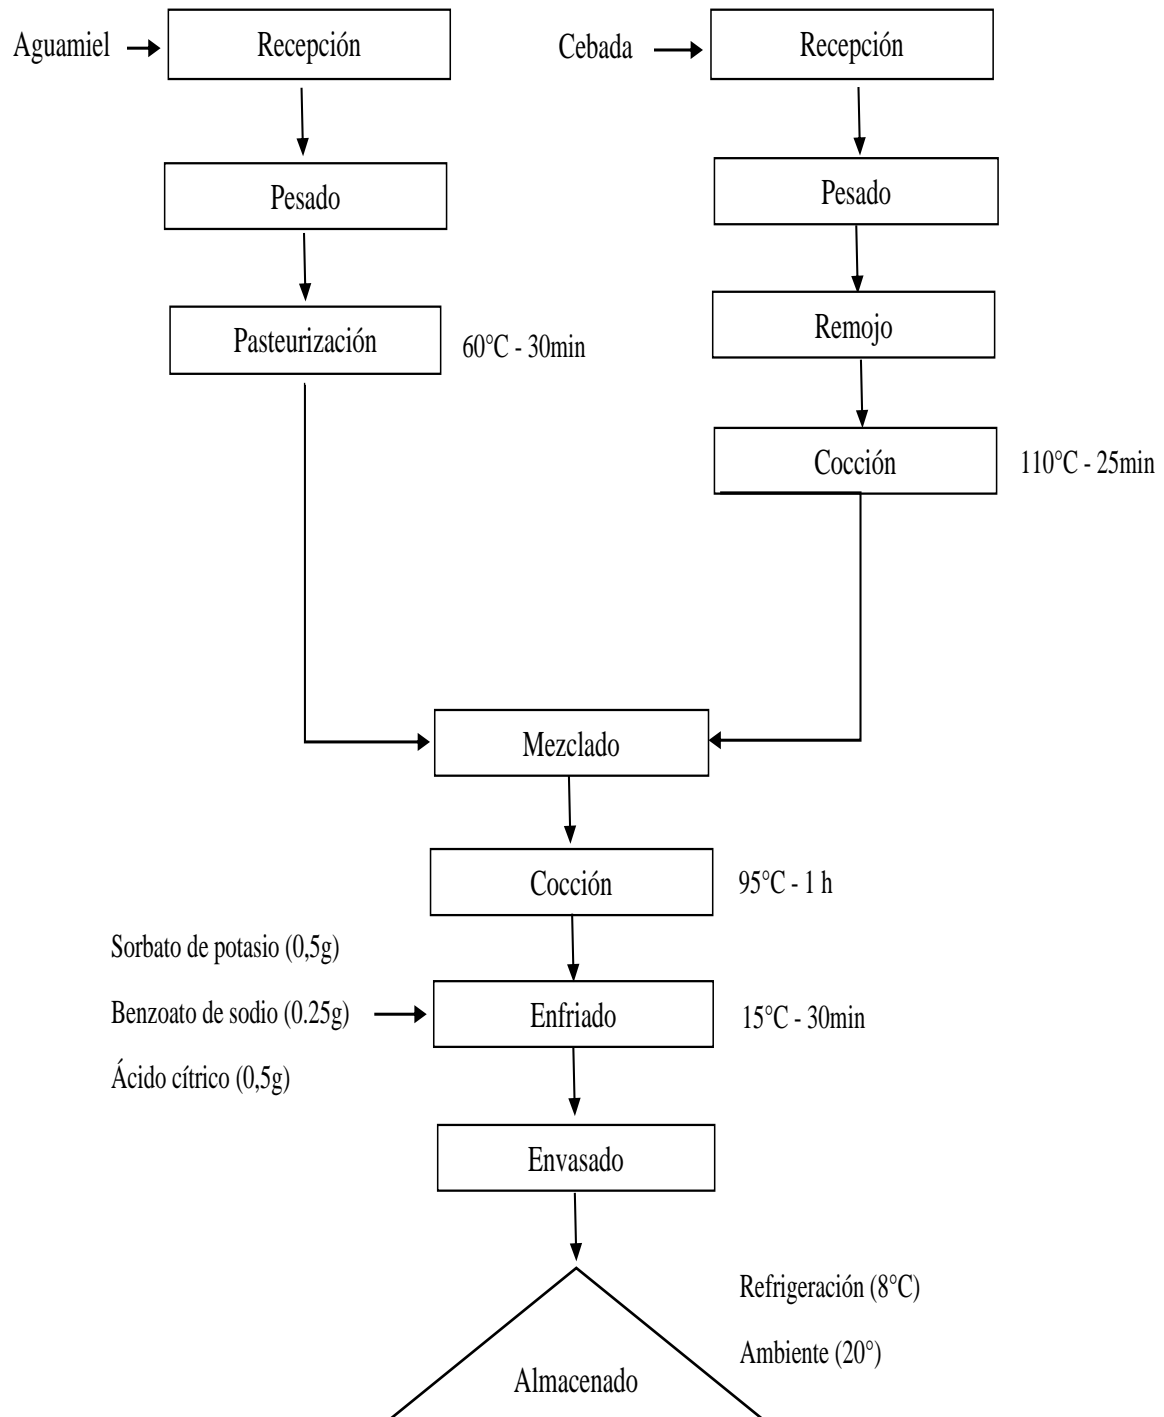 Aguamiel
Recepción
Cebada
Recepción
Pesado
Pesado
Pasteurización
60°C - 30min
Remojo
Cocción
110°C - 25min
Mezclado
Cocción
95°C - 1 h
Sorbato de potasio (0,5g)
Benzoato de sodio (0.25g)
Ácido cítrico (0,5g)
Enfriado
15°C - 30min
Envasado
Refrigeración (8°C)
Ambiente (20°)
Almacenado